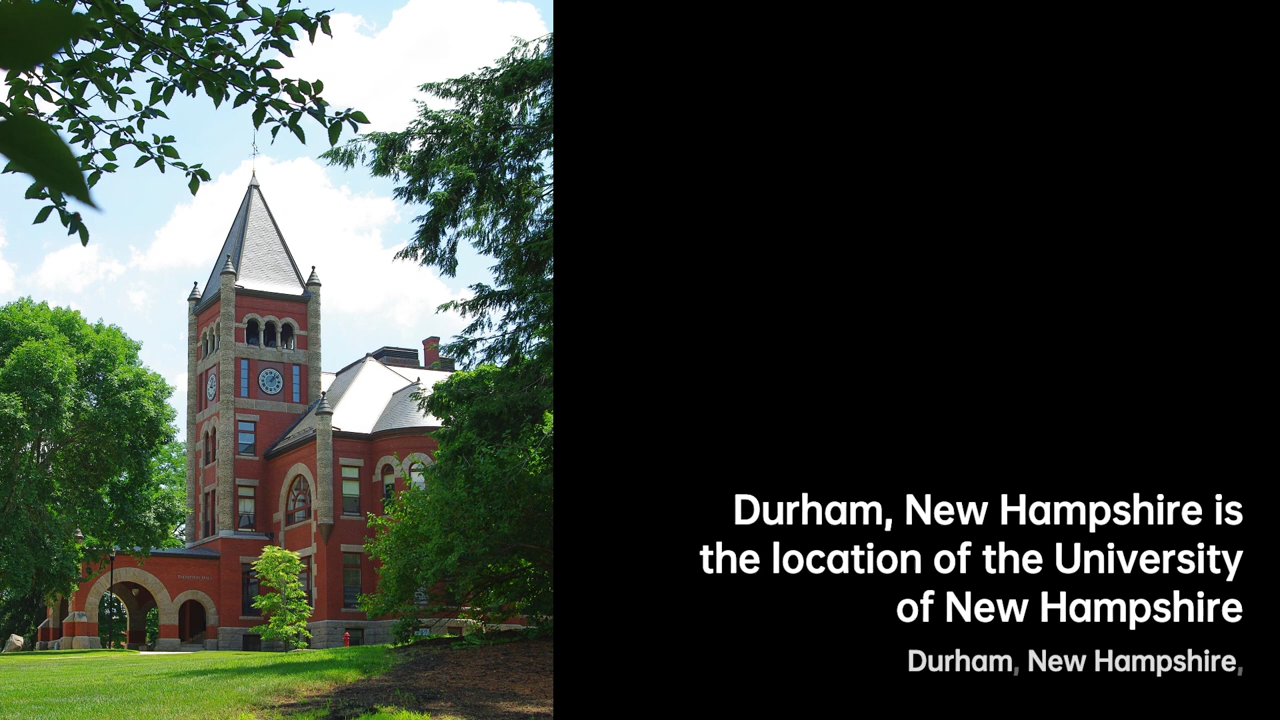 Durham, New Hampshire is
the location of the University
of New Hampshire
Durham, New Hampshire,